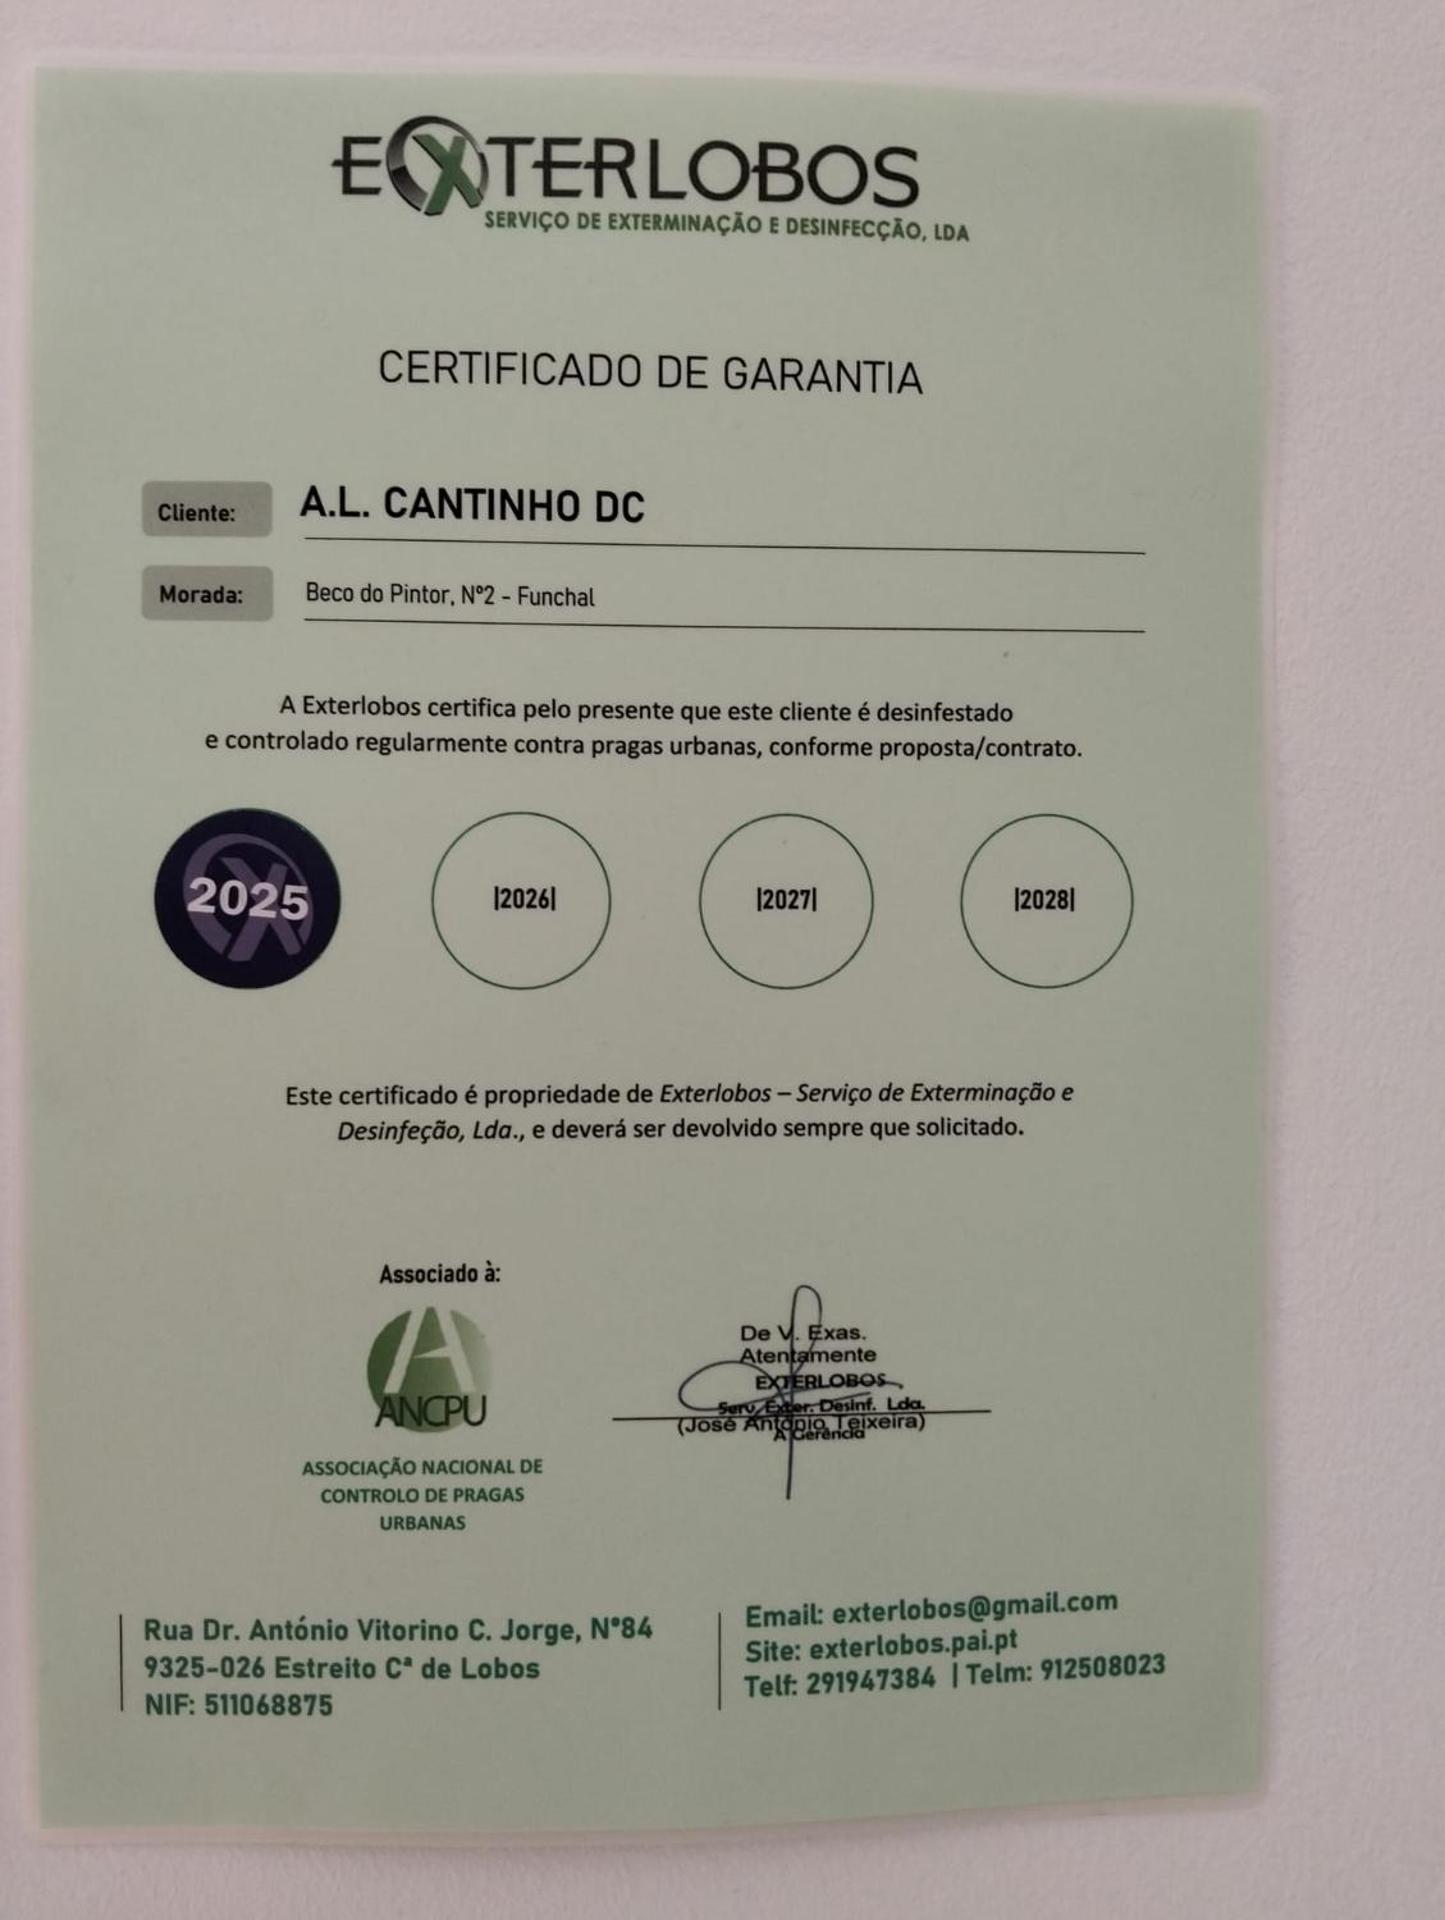 EXTERLOBOS
SERVIÇO DE EXTERMINAÇÃO E DESINFECÇÃO, LDA
CERTIFICADO DE GARANTIA
Cliente: A.L. CANTINHO DC
Morada: Beco do Pintor, Nº2 - Funchal
A Exterlobos certifica pelo presente que este cliente é desinfestado
e controlado regularmente contra pragas urbanas, conforme proposta/contrato.
2025 |2026| |2027| |2028|
Este certificado é propriedade de Exterlobos – Serviço de Exterminação e
Desinfeção, Lda., e deverá ser devolvido sempre que solicitado.
Associado à:
A
ANCPU
ASSOCIAÇÃO NACIONAL DE
CONTROLO DE PRAGAS
URBANAS
De V. Exas.
Atentamente
EXTERLOBOS
Serv. Exter. Desinf. Lda.
(José António Teixeira)
A Gerência
Rua Dr. António Vitorino C. Jorge, Nº84
9325-026 Estreito Cª de Lobos
NIF: 511068875
Email: exterlobos@gmail.com
Site: exterlobos.pai.pt
Telf: 291947384 | Telm: 912508023